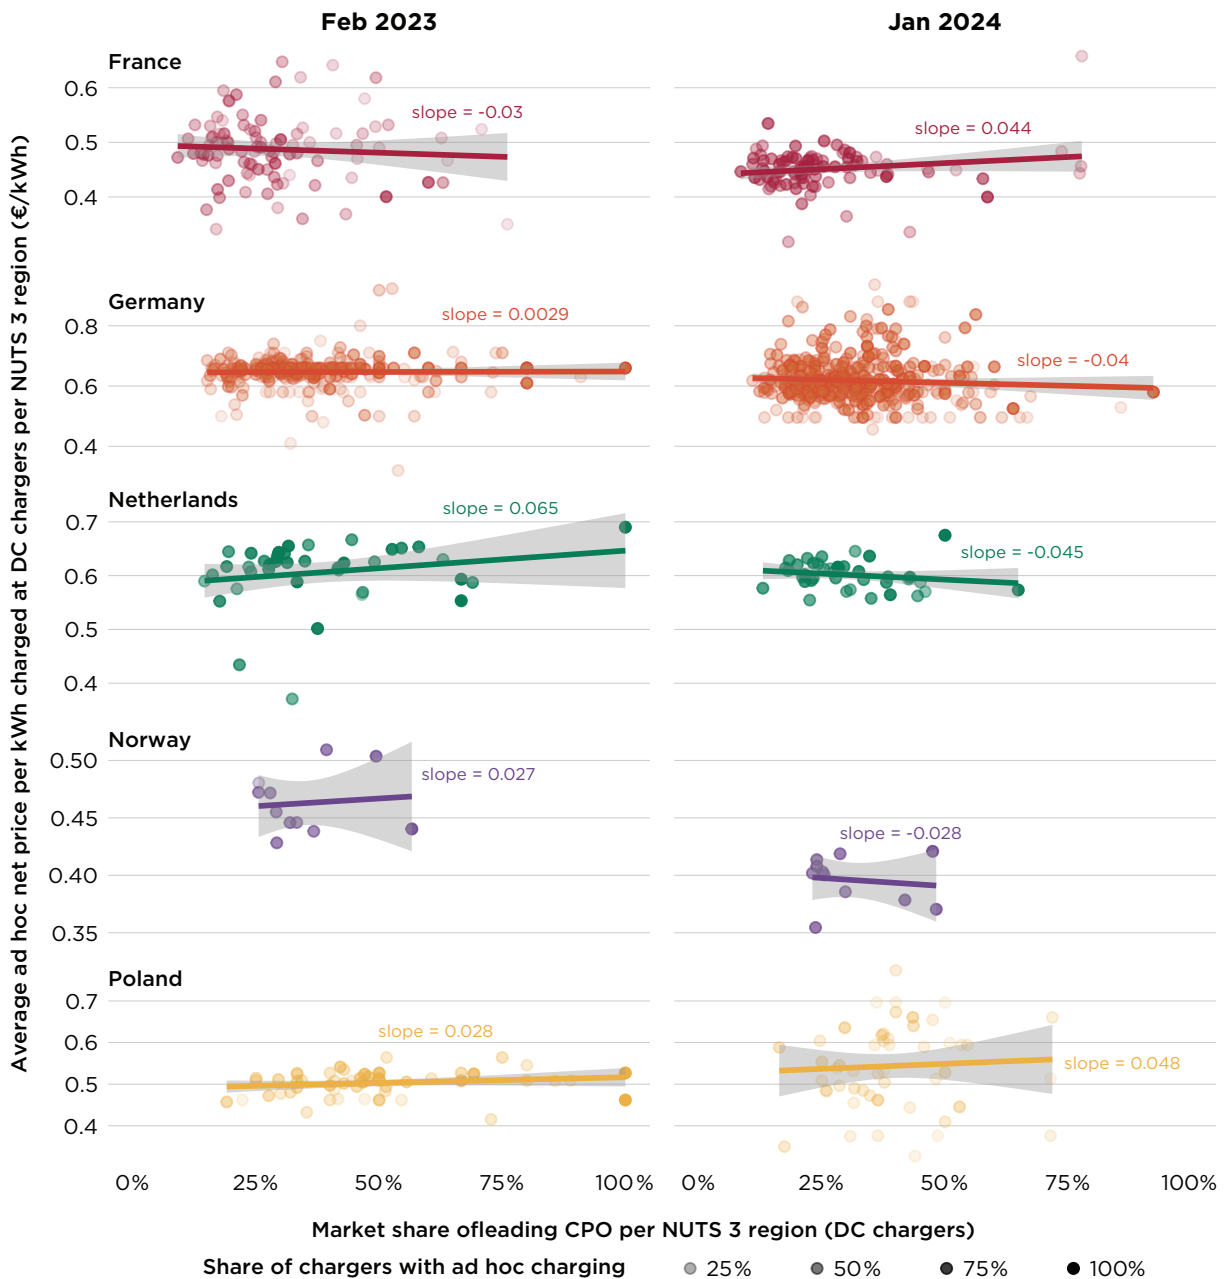 Feb 2023
Jan 2024
Average ad hoc net price per kWh charged at DC chargers per NUTS 3 region (€/kWh)
France
0.6
0.5
0.4
slope = -0.03
slope = 0.044
Germany
0.8
0.6
0.4
slope = 0.0029
slope = -0.04
Netherlands
0.7
0.6
0.5
0.4
slope = 0.065
slope = -0.045
Norway
0.50
0.45
0.40
0.35
slope = 0.027
slope = -0.028
Poland
0.7
0.6
0.5
0.4
slope = 0.028
slope = 0.048
0% 25% 50% 75% 100% 0% 25% 50% 75% 100%
Market share ofleading CPO per NUTS 3 region (DC chargers)
Share of chargers with ad hoc charging 25% 50% 75% 100%